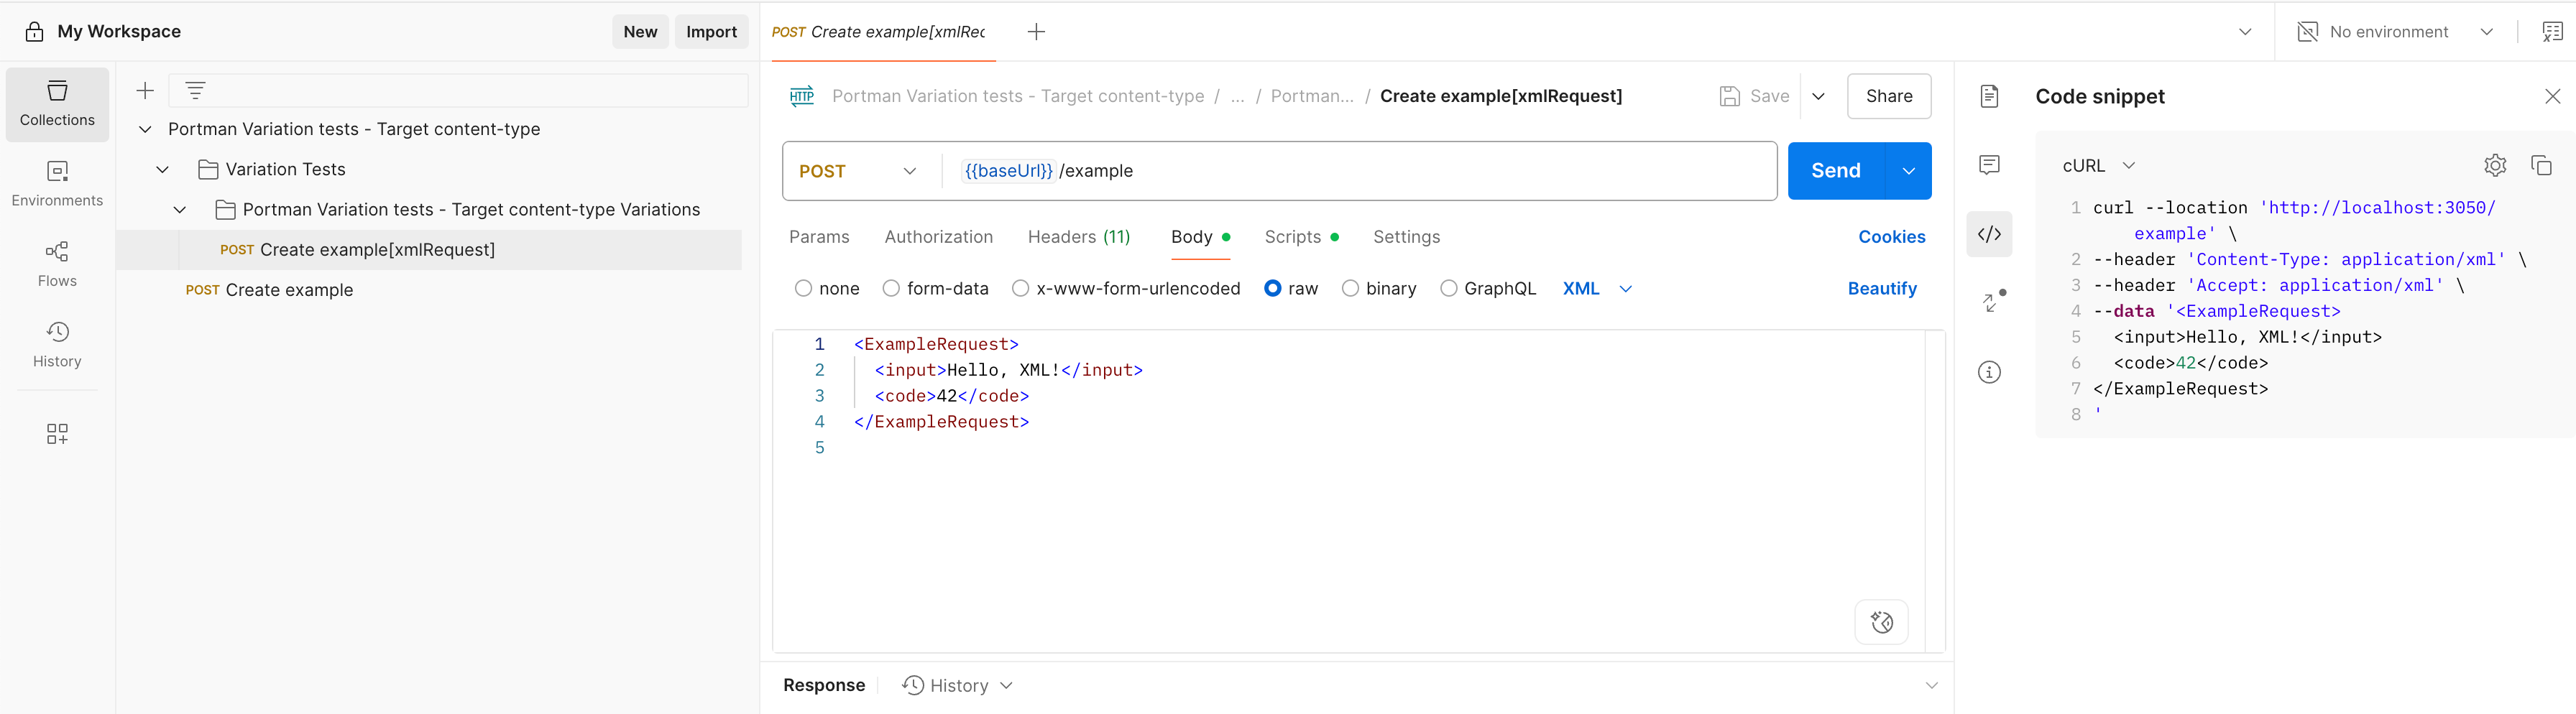 My Workspace
New
Import
POST Create example[xmlRec
No environment
Collections
Environments
Flows
History
Portman Variation tests - Target content-type
Variation Tests
Portman Variation tests - Target content-type Variations
POST Create example[xmlRequest]
POST Create example
HTTP Portman Variation tests - Target content-type / ... / Portman... / Create example[xmlRequest]
Save
Share
POST
{{baseUrl}} /example
Send
Params
Authorization
Headers (11)
Body
Scripts
Settings
Cookies
none
form-data
x-www-form-urlencoded
raw
binary
GraphQL
XML
Beautify
1 <ExampleRequest>
2 <input>Hello, XML!</input>
3 <code>42</code>
4 </ExampleRequest>
5
Response
History
Code snippet
cURL
1 curl --location 'http://localhost:3050/
example' \
2 --header 'Content-Type: application/xml' \
3 --header 'Accept: application/xml' \
4 --data '<ExampleRequest>
5 <input>Hello, XML!</input>
6 <code>42</code>
7 </ExampleRequest>
8 '